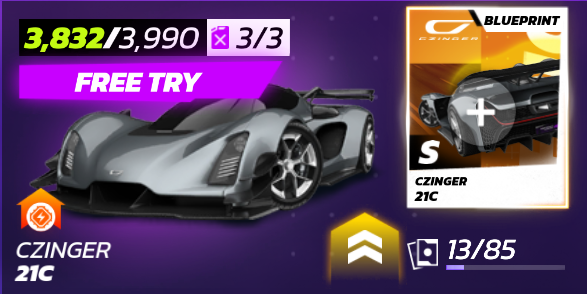 3,832/3,990 3/3
FREE TRY
CZINGER
21C
BLUEPRINT
CZINGER
S
CZINGER
21C
13/85